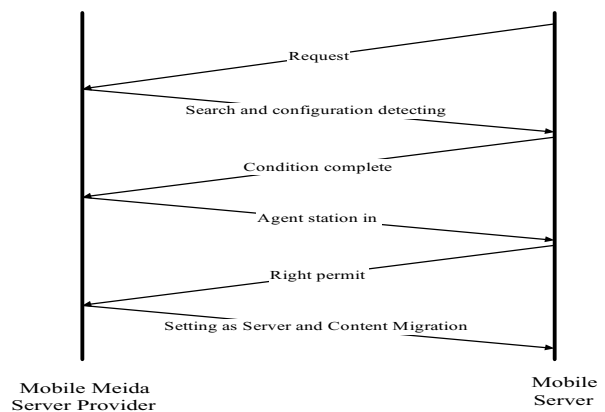 Request
Search and configuration detecting
Condition complete
Agent station in
Right permit
Setting as Server and Content Migration
Mobile Meida
Server Provider
Mobile
Server